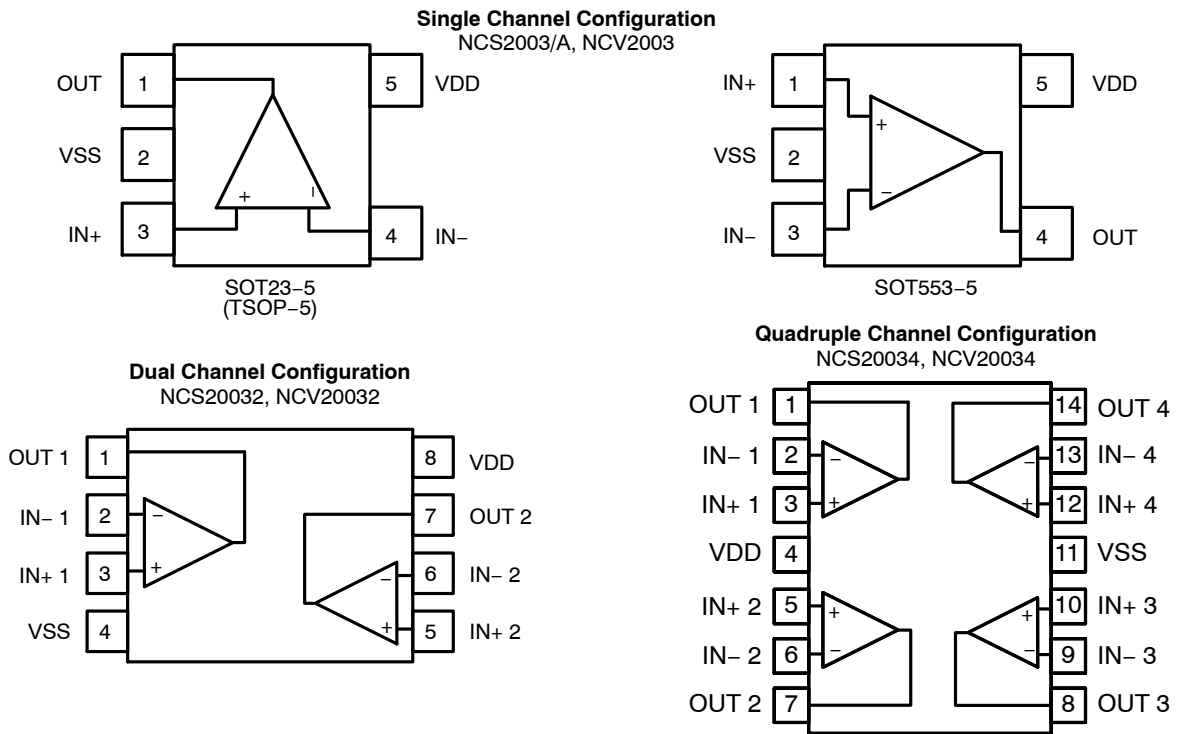 Single Channel Configuration
NCS2003/A, NCV2003
OUT 1 5 VDD
VSS 2
IN+ 3 4 IN−
+ −
SOT23−5
(TSOP−5)
IN+ 1 5 VDD
VSS 2
IN− 3 4 OUT
+
−
SOT553−5
Dual Channel Configuration
NCS20032, NCV20032
OUT 1 1 8 VDD
IN− 1 2 − 7 OUT 2
IN+ 1 3 + − 6 IN− 2
VSS 4 + 5 IN+ 2
Quadruple Channel Configuration
NCS20034, NCV20034
OUT 1 1 14 OUT 4
IN− 1 2 − − 13 IN− 4
IN+ 1 3 + + 12 IN+ 4
VDD 4 11 VSS
IN+ 2 5 + + 10 IN+ 3
IN− 2 6 − − 9 IN− 3
OUT 2 7 8 OUT 3